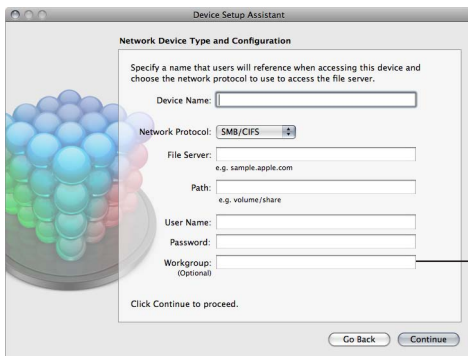 Device Setup Assistant
Network Device Type and Configuration
Specify a name that users will reference when accessing this device and
choose the network protocol to use to access the file server.
Device Name:
Network Protocol: SMB/CIFS
File Server:
e.g. sample.apple.com
Path:
e.g. volume/share
User Name:
Password:
Workgroup:
(Optional)
Click Continue to proceed.
Go Back Continue